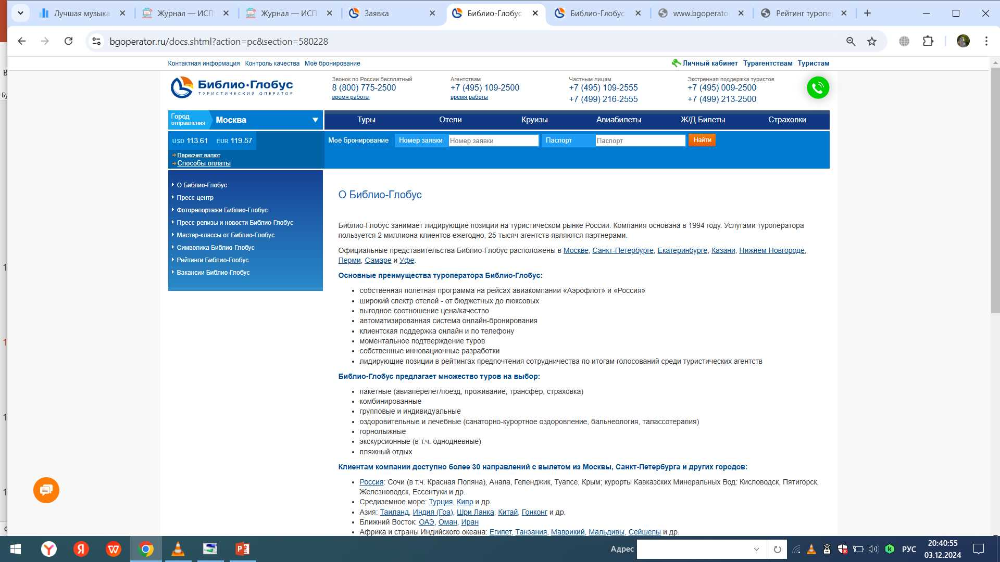 Лучшая музыка
Журнал — ИСП
Журнал — ИСП
Заявка
Библио-Глобус
Библио-Глобус
www.bgoperato
Рейтинг туропе
bgoperator.ru/docs.shtml?action=pc&section=580228
Контактная информация Контроль качества Моё бронирование
Личный кабинет Турагентствам Туристам
Библио·Глобус
ТУРИСТИЧЕСКИЙ ОПЕРАТОР
Звонок по России бесплатный
8 (800) 775-2500
время работы
Агентствам
+7 (495) 109-2500
время работы
Частным лицам
+7 (495) 109-2555
+7 (499) 216-2555
Экстренная поддержка туристов
+7 (495) 009-2500
+7 (499) 213-2500
Город
отправления
Москва
Туры Отели Круизы Авиабилеты Ж/Д Билеты Страховки
USD 113.61 EUR 119.57
Пересчет валют
Способы оплаты
Моё бронирование Номер заявки Номер заявки Паспорт Паспорт Найти
О Библио-Глобус
Пресс-центр
Фоторепортажи Библио-Глобус
Пресс-релизы и новости Библио-Глобус
Мастер-классы от Библио-Глобус
Символика Библио-Глобус
Рейтинги Библио-Глобус
Вакансии Библио-Глобус
О Библио-Глобус
Библио-Глобус занимает лидирующие позиции на туристическом рынке России. Компания основана в 1994 году. Услугами туроператора
пользуется 2 миллиона клиентов ежегодно, 25 тысяч агентств являются партнерами.
Официальные представительства Библио-Глобус расположены в Москве, Санкт-Петербурге, Екатеринбурге, Казани, Нижнем Новгороде,
Перми, Самаре и Уфе.
Основные преимущества туроператора Библио-Глобус:
• собственная полетная программа на рейсах авиакомпании «Аэрофлот» и «Россия»
• широкий спектр отелей - от бюджетных до люксовых
• выгодное соотношение цена/качество
• автоматизированная система онлайн-бронирования
• клиентская поддержка онлайн и по телефону
• моментальное подтверждение туров
• собственные инновационные разработки
• лидирующие позиции в рейтингах предпочтения сотрудничества по итогам голосований среди туристических агентств
Библио-Глобус предлагает множество туров на выбор:
• пакетные (авиаперелет/поезд, проживание, трансфер, страховка)
• комбинированные
• групповые и индивидуальные
• оздоровительные и лечебные (санаторно-курортное оздоровление, бальнеология, талассотерапия)
• горнолыжные
• экскурсионные (в т.ч. однодневные)
• пляжный отдых
Клиентам компании доступно более 30 направлений с вылетом из Москвы, Санкт-Петербурга и других городов:
• Россия: Сочи (в т.ч. Красная Поляна), Анапа, Геленджик, Туапсе, Крым; курорты Кавказских Минеральных Вод: Кисловодск, Пятигорск,
Железноводск, Ессентуки и др.
• Средиземное море: Турция, Кипр и др.
• Азия: Таиланд, Индия (Гоа), Шри Ланка, Китай, Гонконг и др.
• Ближний Восток: ОАЭ, Оман, Иран
• Африка и страны Индийского океана: Египет, Танзания, Маврикий, Мальдивы, Сейшелы и др.
Адрес
РУС
20:40:55
03.12.2024